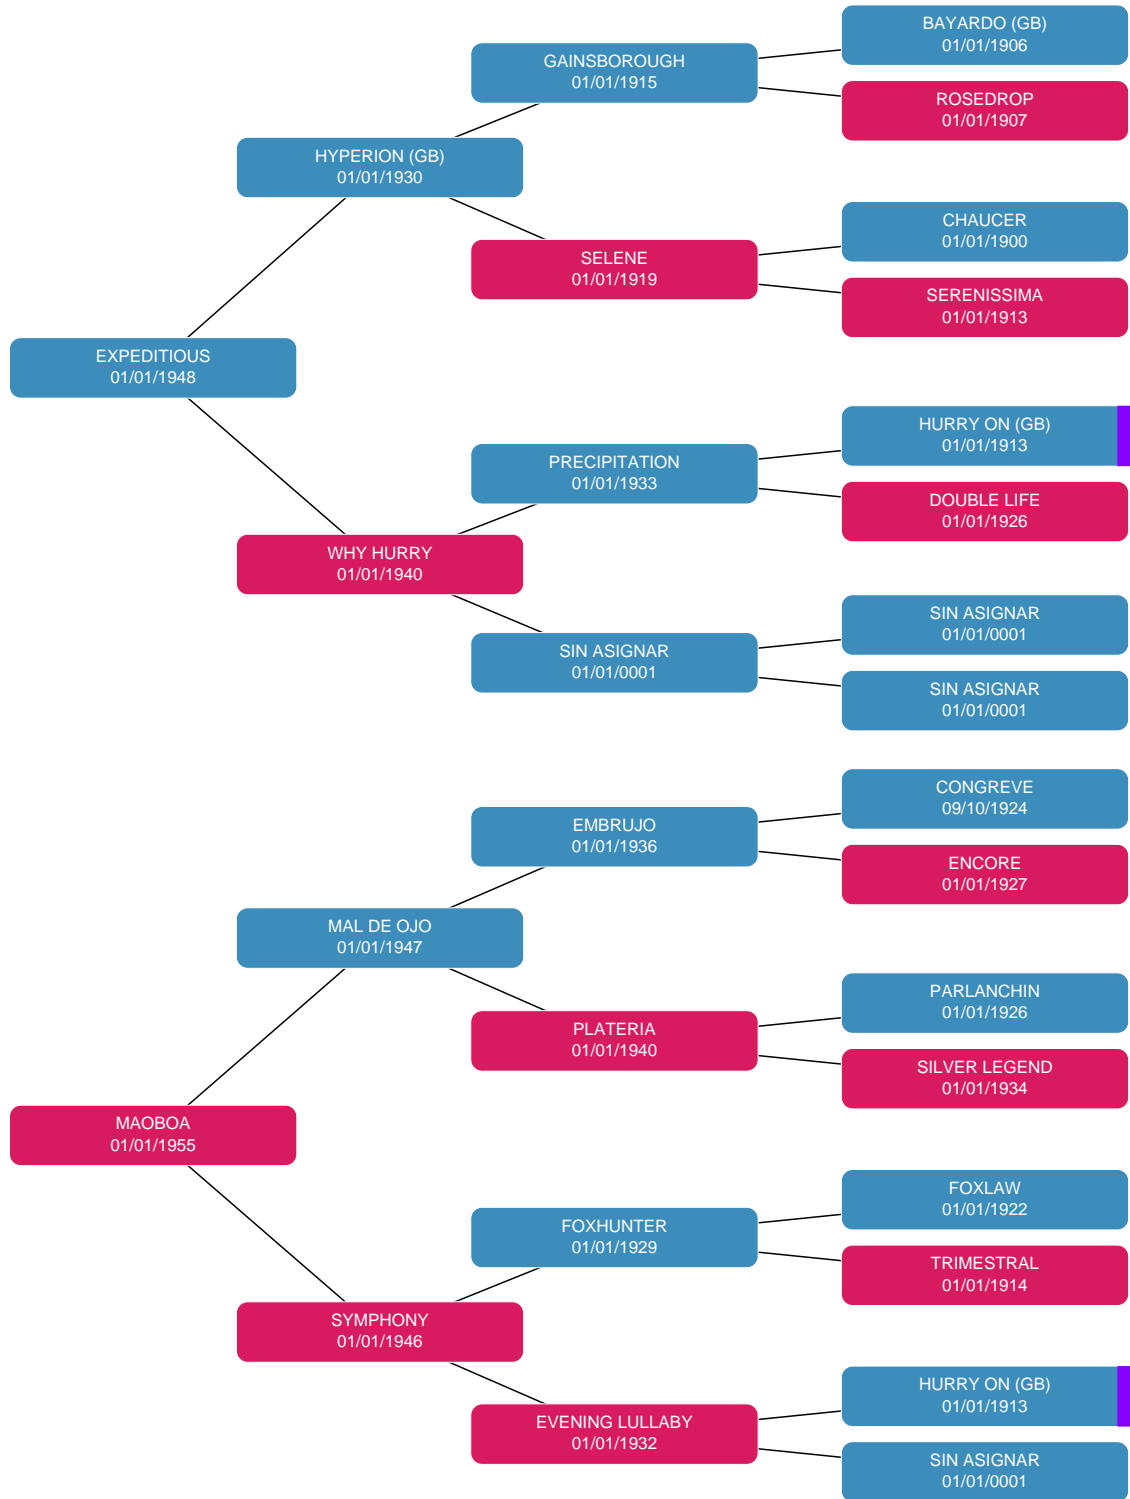 BAYARDO (GB)
01/01/1906
GAINSBOROUGH
01/01/1915
ROSEDROP
01/01/1907
HYPERION (GB)
01/01/1930
CHAUCER
01/01/1900
SELENE
01/01/1919
SERENISSIMA
01/01/1913
EXPEDITIOUS
01/01/1948
HURRY ON (GB)
01/01/1913
PRECIPITATION
01/01/1933
DOUBLE LIFE
01/01/1926
WHY HURRY
01/01/1940
SIN ASIGNAR
01/01/0001
SIN ASIGNAR
01/01/0001
SIN ASIGNAR
01/01/0001
CONGREVE
09/10/1924
EMBRUJO
01/01/1936
ENCORE
01/01/1927
MAL DE OJO
01/01/1947
PARLANCHIN
01/01/1926
PLATERIA
01/01/1940
SILVER LEGEND
01/01/1934
MAOBOA
01/01/1955
FOXLAW
01/01/1922
FOXHUNTER
01/01/1929
TRIMESTRAL
01/01/1914
SYMPHONY
01/01/1946
HURRY ON (GB)
01/01/1913
EVENING LULLABY
01/01/1932
SIN ASIGNAR
01/01/0001